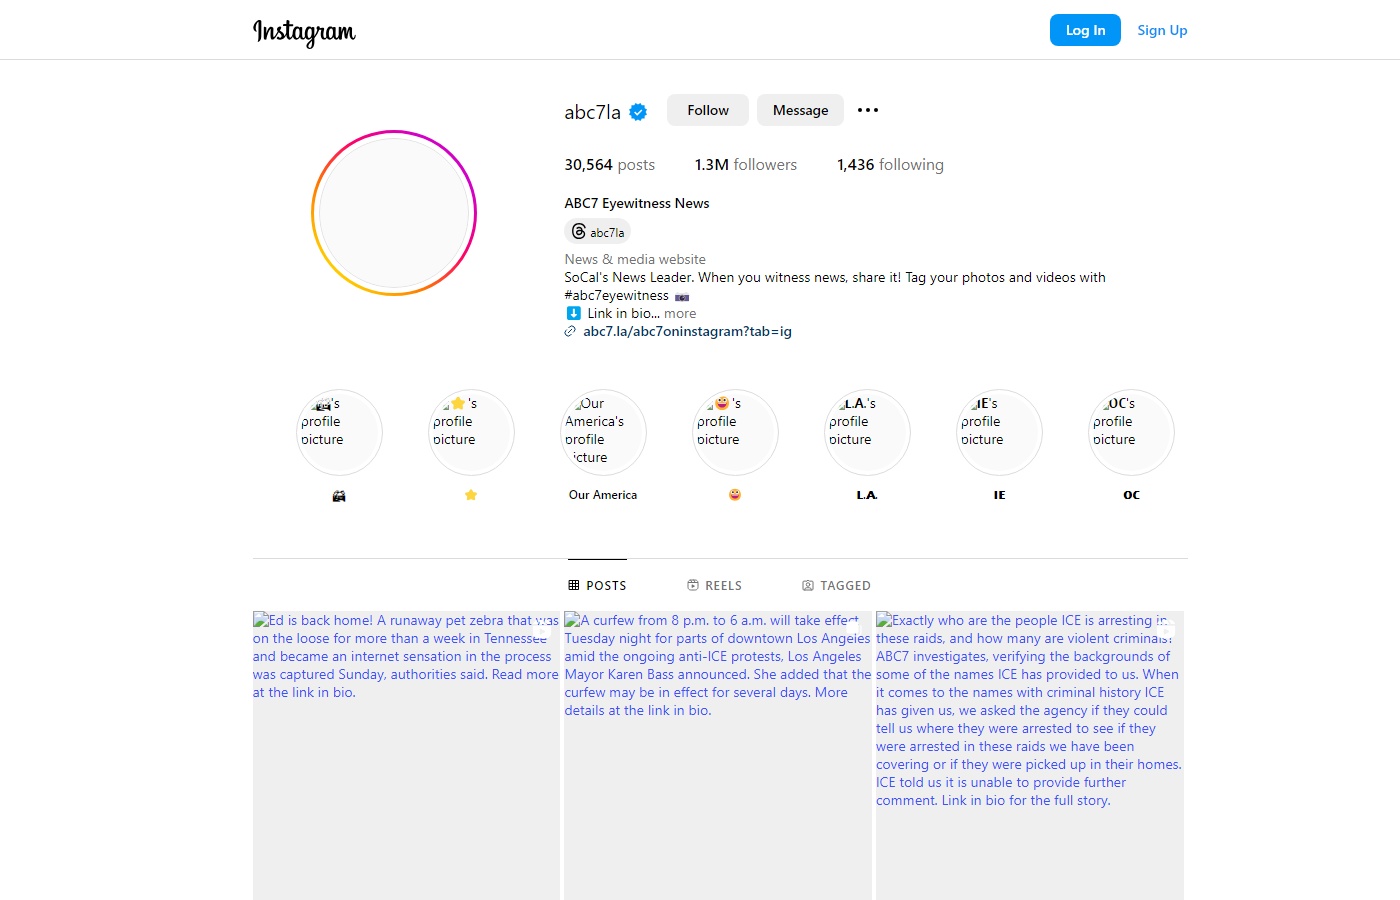 Instagram
Log In
Sign Up
abc7la
Follow
Message
30,564 posts
1.3M followers
1,436 following
ABC7 Eyewitness News
abc7la
News & media website
SoCal's News Leader. When you witness news, share it! Tag your photos and videos with
#abc7eyewitness 📷
⬇️ Link in bio... more
abc7.la/abc7oninstagram?tab=ig
📸's
profile
picture
⭐'s
profile
picture
Our
America's
profile
picture
😀's
profile
picture
L.A.'s
profile
picture
IE's
profile
picture
OC's
profile
picture
📸
⭐
Our America
😀
L.A.
IE
OC
POSTS
REELS
TAGGED
Ed is back home! A runaway pet zebra that was
on the loose for more than a week in Tennessee
and became an internet sensation in the process
was captured Sunday, authorities said. Read more
at the link in bio.
A curfew from 8 p.m. to 6 a.m. will take effect
Tuesday night for parts of downtown Los Angeles
amid the ongoing anti-ICE protests, Los Angeles
Mayor Karen Bass announced. She added that the
curfew may be in effect for several days. More
details at the link in bio.
Exactly who are the people ICE is arresting in
these raids, and how many are violent criminals?
ABC7 investigates, verifying the backgrounds of
some of the names ICE has provided to us. When
it comes to the names with criminal history ICE
has given us, we asked the agency if they could
tell us where they were arrested to see if they
were arrested in these raids we have been
covering or if they were picked up in their homes.
ICE told us it is unable to provide further
comment. Link in bio for the full story.